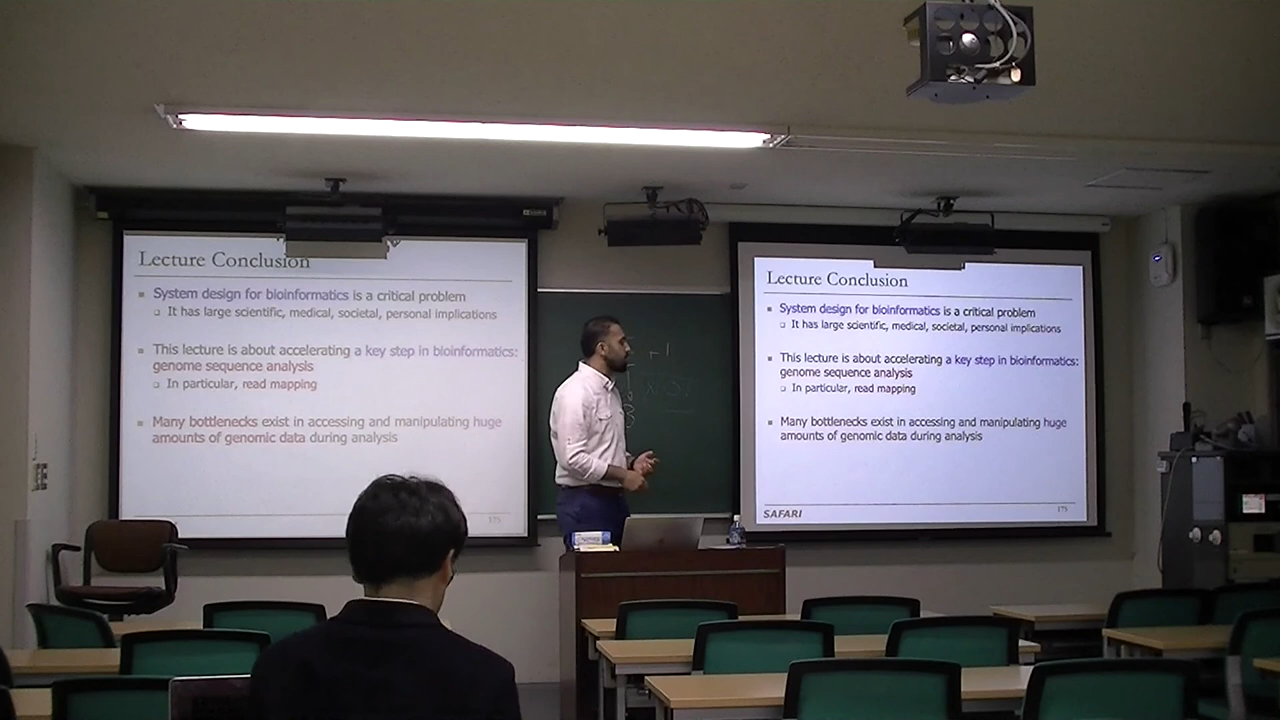 Lecture Conclusion
System design for bioinformatics is a critical problem
It has large scientific, medical, societal, personal implications
This lecture is about accelerating a key step in bioinformatics:
genome sequence analysis
In particular, read mapping
Many bottlenecks exist in accessing and manipulating huge
amounts of genomic data during analysis
175
Lecture Conclusion
System design for bioinformatics is a critical problem
It has large scientific, medical, societal, personal implications
This lecture is about accelerating a key step in bioinformatics:
genome sequence analysis
In particular, read mapping
Many bottlenecks exist in accessing and manipulating huge
amounts of genomic data during analysis
SAFARI
175